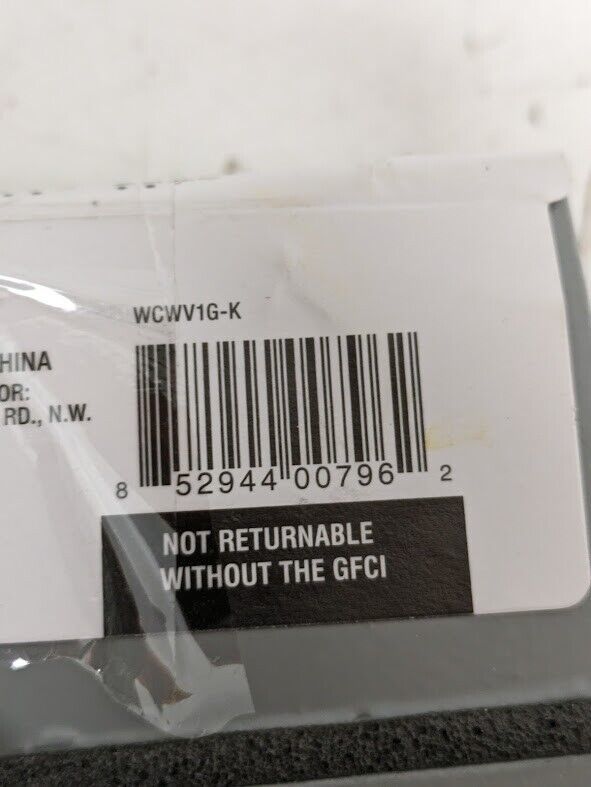 WCWV1G-K
HINA
OR:
RD., N.W.
8 52944 00796 2
NOT RETURNABLE
WITHOUT THE GFCI